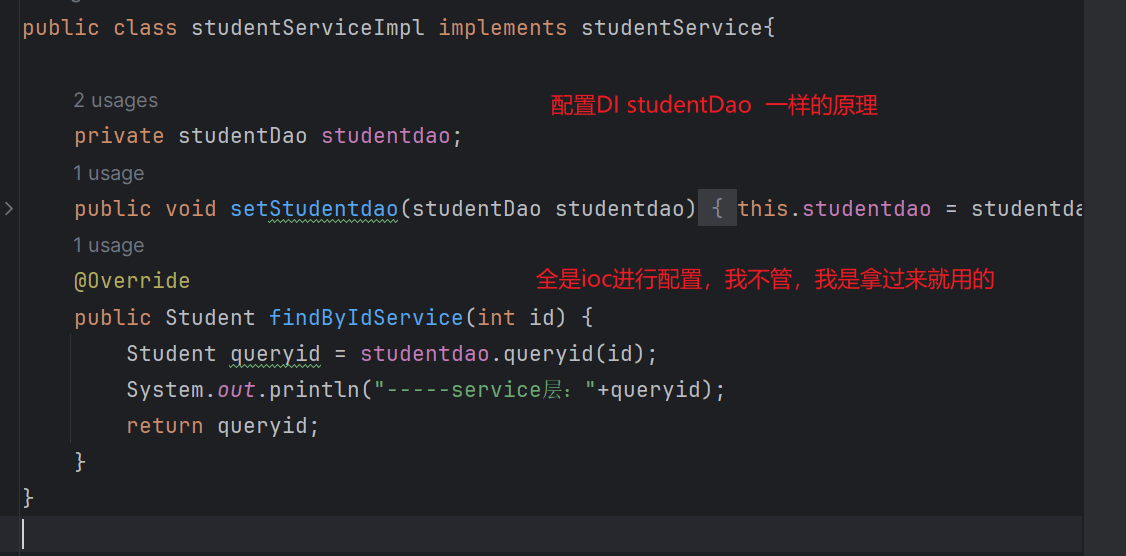 public class studentServiceImpl implements studentService{
2 usages
配置DI studentDao 一样的原理
private studentDao studentdao;
1 usage
public void setStudentdao(studentDao studentdao) { this.studentdao = studentda
1 usage
@Override
全是ioc进行配置，我不管，我是拿过来就用的
public Student findByIdService(int id) {
Student queryid = studentdao.queryid(id);
System.out.println("-----service层："+queryid);
return queryid;
}
}